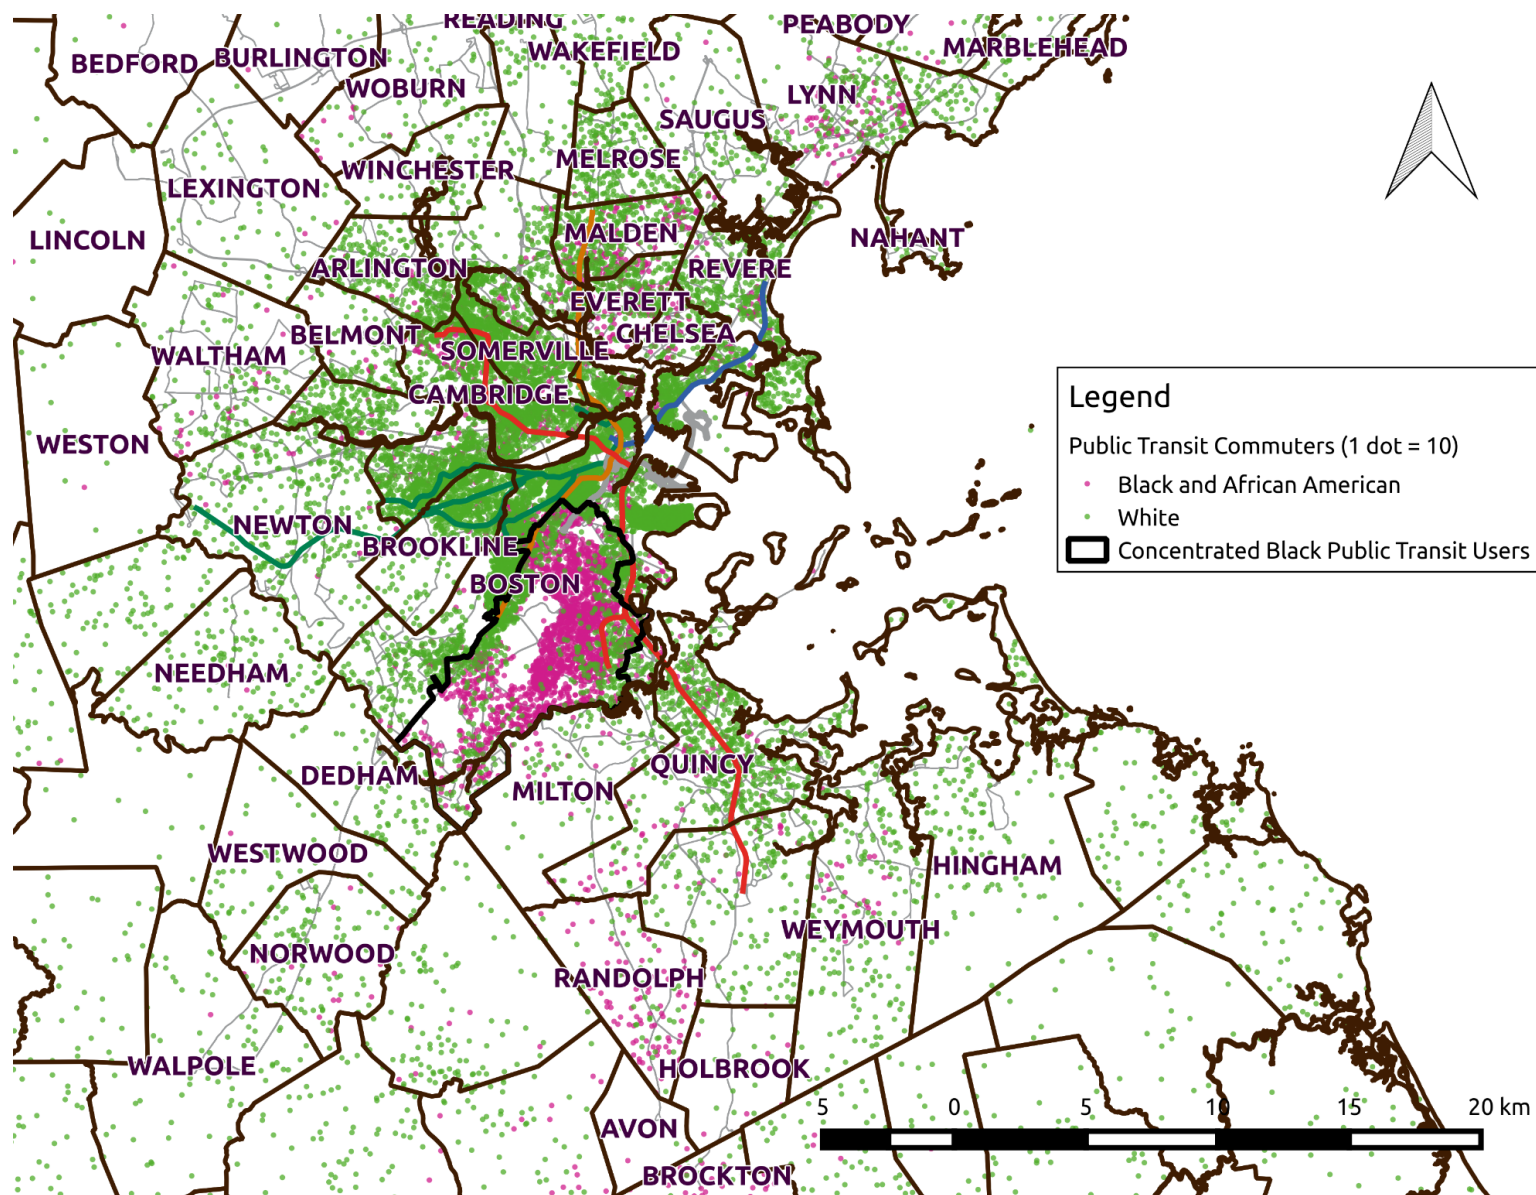 READING
PEABODY
MARBLEHEAD
BEDFORD
BURLINGTON
WAKEFIELD
WOBURN
LYNN
SAUGUS
MELROSE
WINCHESTER
LEXINGTON
LINCOLN
MALDEN
NAHANT
ARLINGTON
REVERE
EVERETT
CHELSEA
BELMONT
SOMERVILLE
WALTHAM
CAMBRIDGE
WESTON
NEWTON
BROOKLINE
BOSTON
NEEDHAM
DEDHAM
MILTON
QUINCY
WESTWOOD
HINGHAM
NORWOOD
WEYMOUTH
RANDOLPH
WALPOLE
HOLBROOK
AVON
BROCKTON
Legend
Public Transit Commuters (1 dot = 10)
Black and African American
White
Concentrated Black Public Transit Users
5 0 5 10 15 20 km